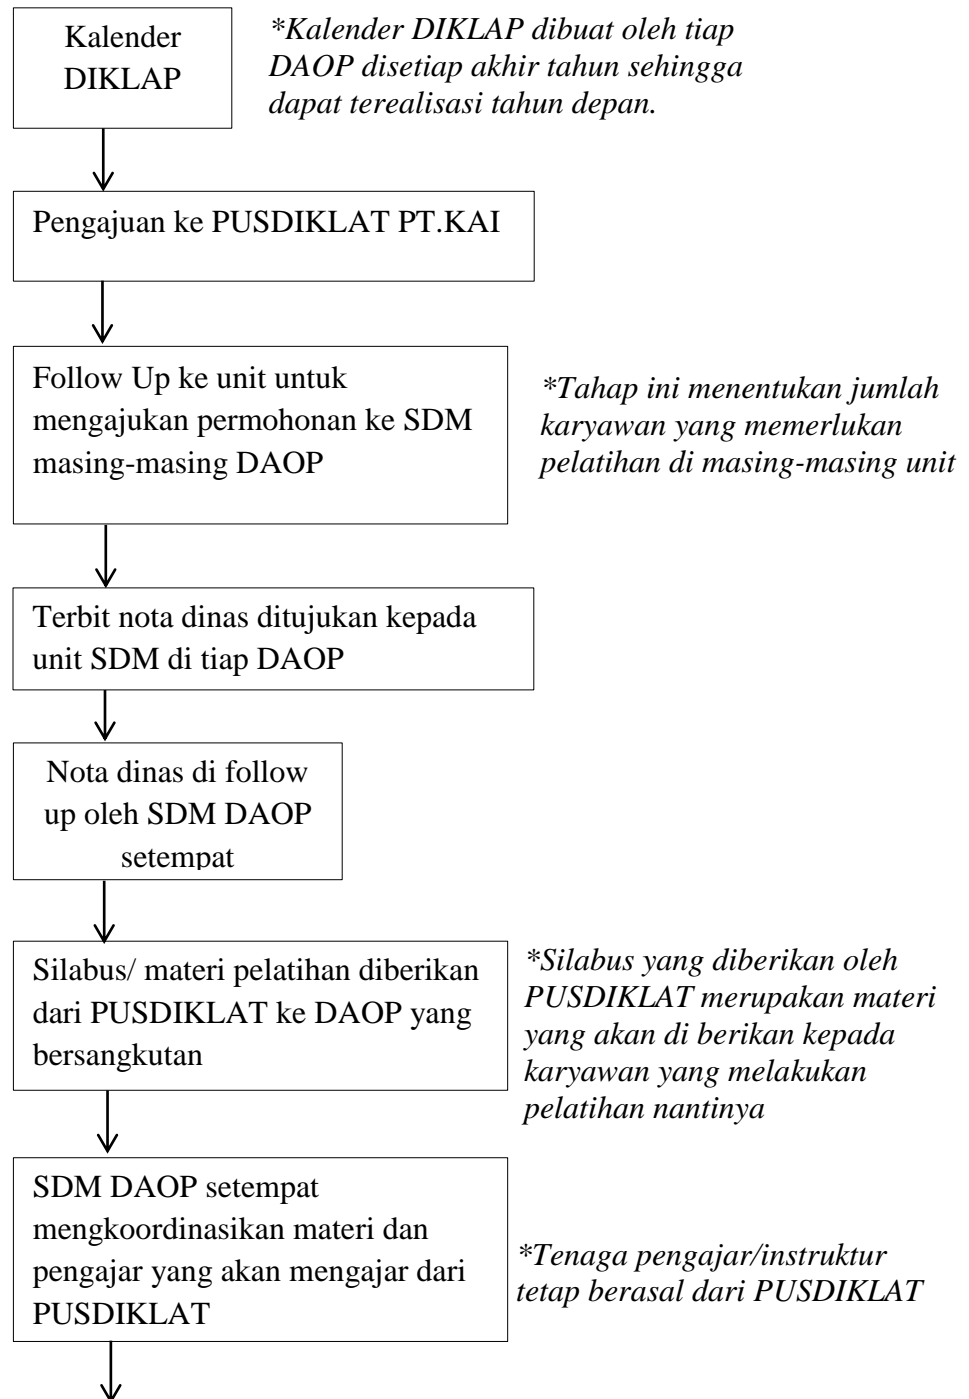 Kalender
DIKLAP
*Kalender DIKLAP dibuat oleh tiap
DAOP disetiap akhir tahun sehingga
dapat terealisasi tahun depan.
Pengajuan ke PUSDIKLAT PT.KAI
Follow Up ke unit untuk
mengajukan permohonan ke SDM
masing-masing DAOP
*Tahap ini menentukan jumlah
karyawan yang memerlukan
pelatihan di masing-masing unit
Terbit nota dinas ditujukan kepada
unit SDM di tiap DAOP
Nota dinas di follow
up oleh SDM DAOP
setempat
Silabus/ materi pelatihan diberikan
dari PUSDIKLAT ke DAOP yang
bersangkutan
*Silabus yang diberikan oleh
PUSDIKLAT merupakan materi
yang akan di berikan kepada
karyawan yang melakukan
pelatihan nantinya
SDM DAOP setempat
mengkoordinasikan materi dan
pengajar yang akan mengajar dari
PUSDIKLAT
*Tenaga pengajar/instruktur
tetap berasal dari PUSDIKLAT